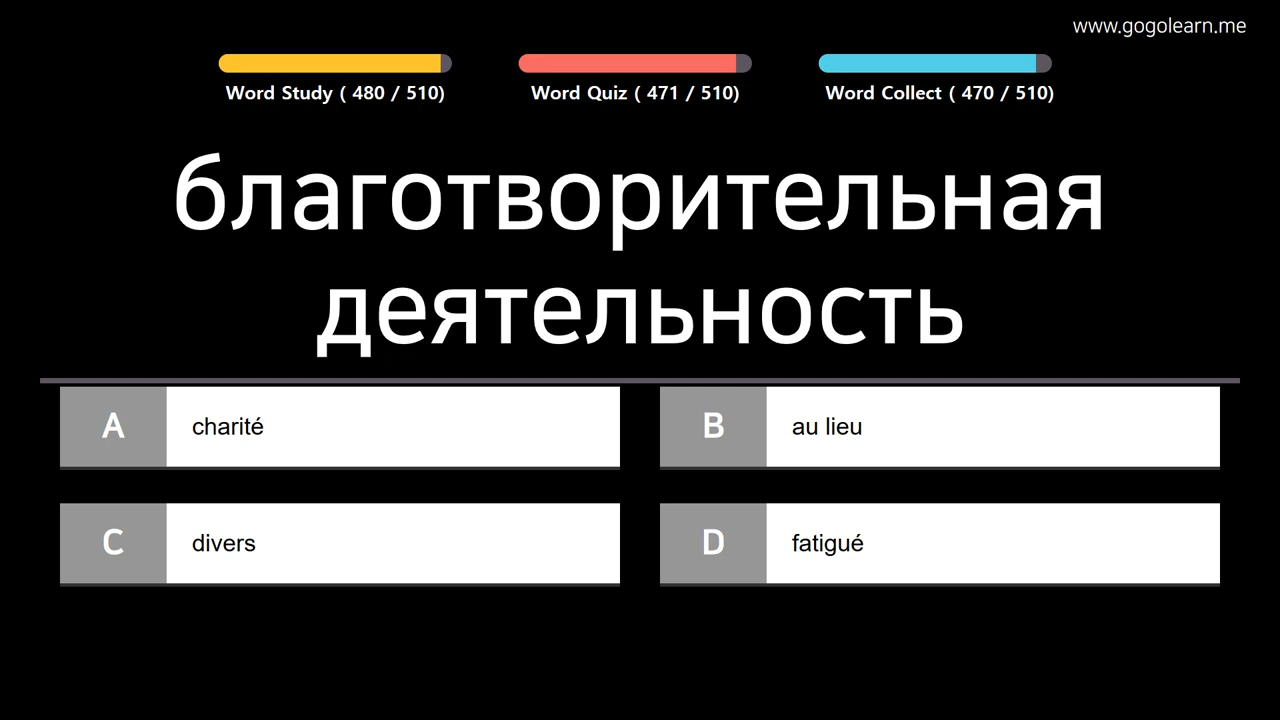 www.gogolearn.me
Word Study ( 480 / 510)
Word Quiz ( 471 / 510)
Word Collect ( 470 / 510)
благотворительная
деятельность
A charité
B au lieu
C divers
D fatigué